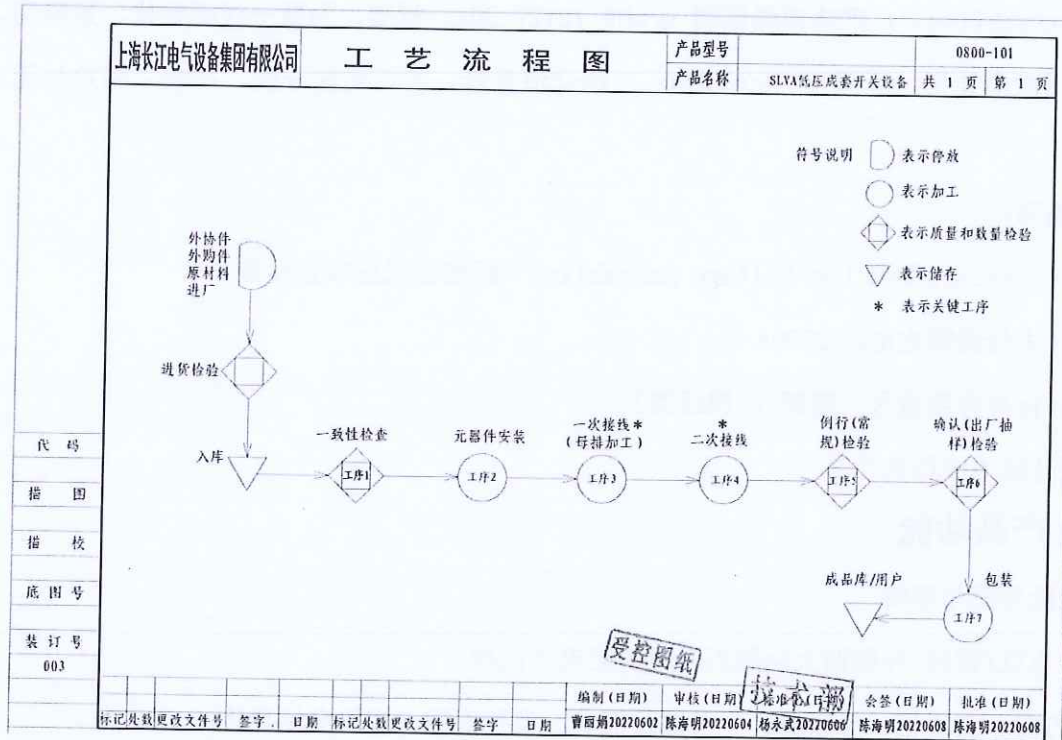 上海长江电气设备集团有限公司
工艺流程图
产品型号
0800-101
产品名称
SLVA低压成套开关设备
共 1 页
第 1 页
符号说明
表示停放
表示加工
表示质量和数量检验
表示储存
* 表示关键工序
外协件
外购件
原材料
进厂
进货检验
入库
一致性检查
工序1
元器件安装
工序2
一次接线*
(母排加工)
工序3
*
二次接线
工序4
例行(常
规)检验
工序5
确认(出厂抽
样)检验
工序6
包装
工序7
成品库/用户
代码
描图
描校
底图号
装订号
003
受控图纸
技术部
标记
处数
更改文件号
签字
日期
标记
处数
更改文件号
签字
日期
编制(日期)
审核(日期)
标准化(日期)
会签(日期)
批准(日期)
曹丽娟20220602
陈海明20220604
杨永武20220606
陈海明20220608
陈海明20220608